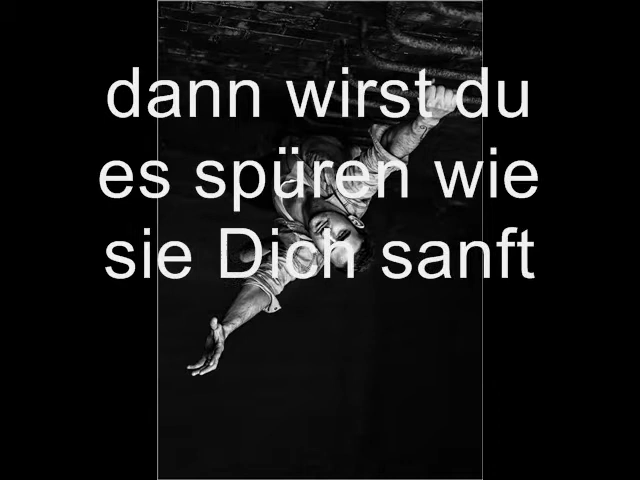 dann wirst du
es spüren wie
sie Dich sanft